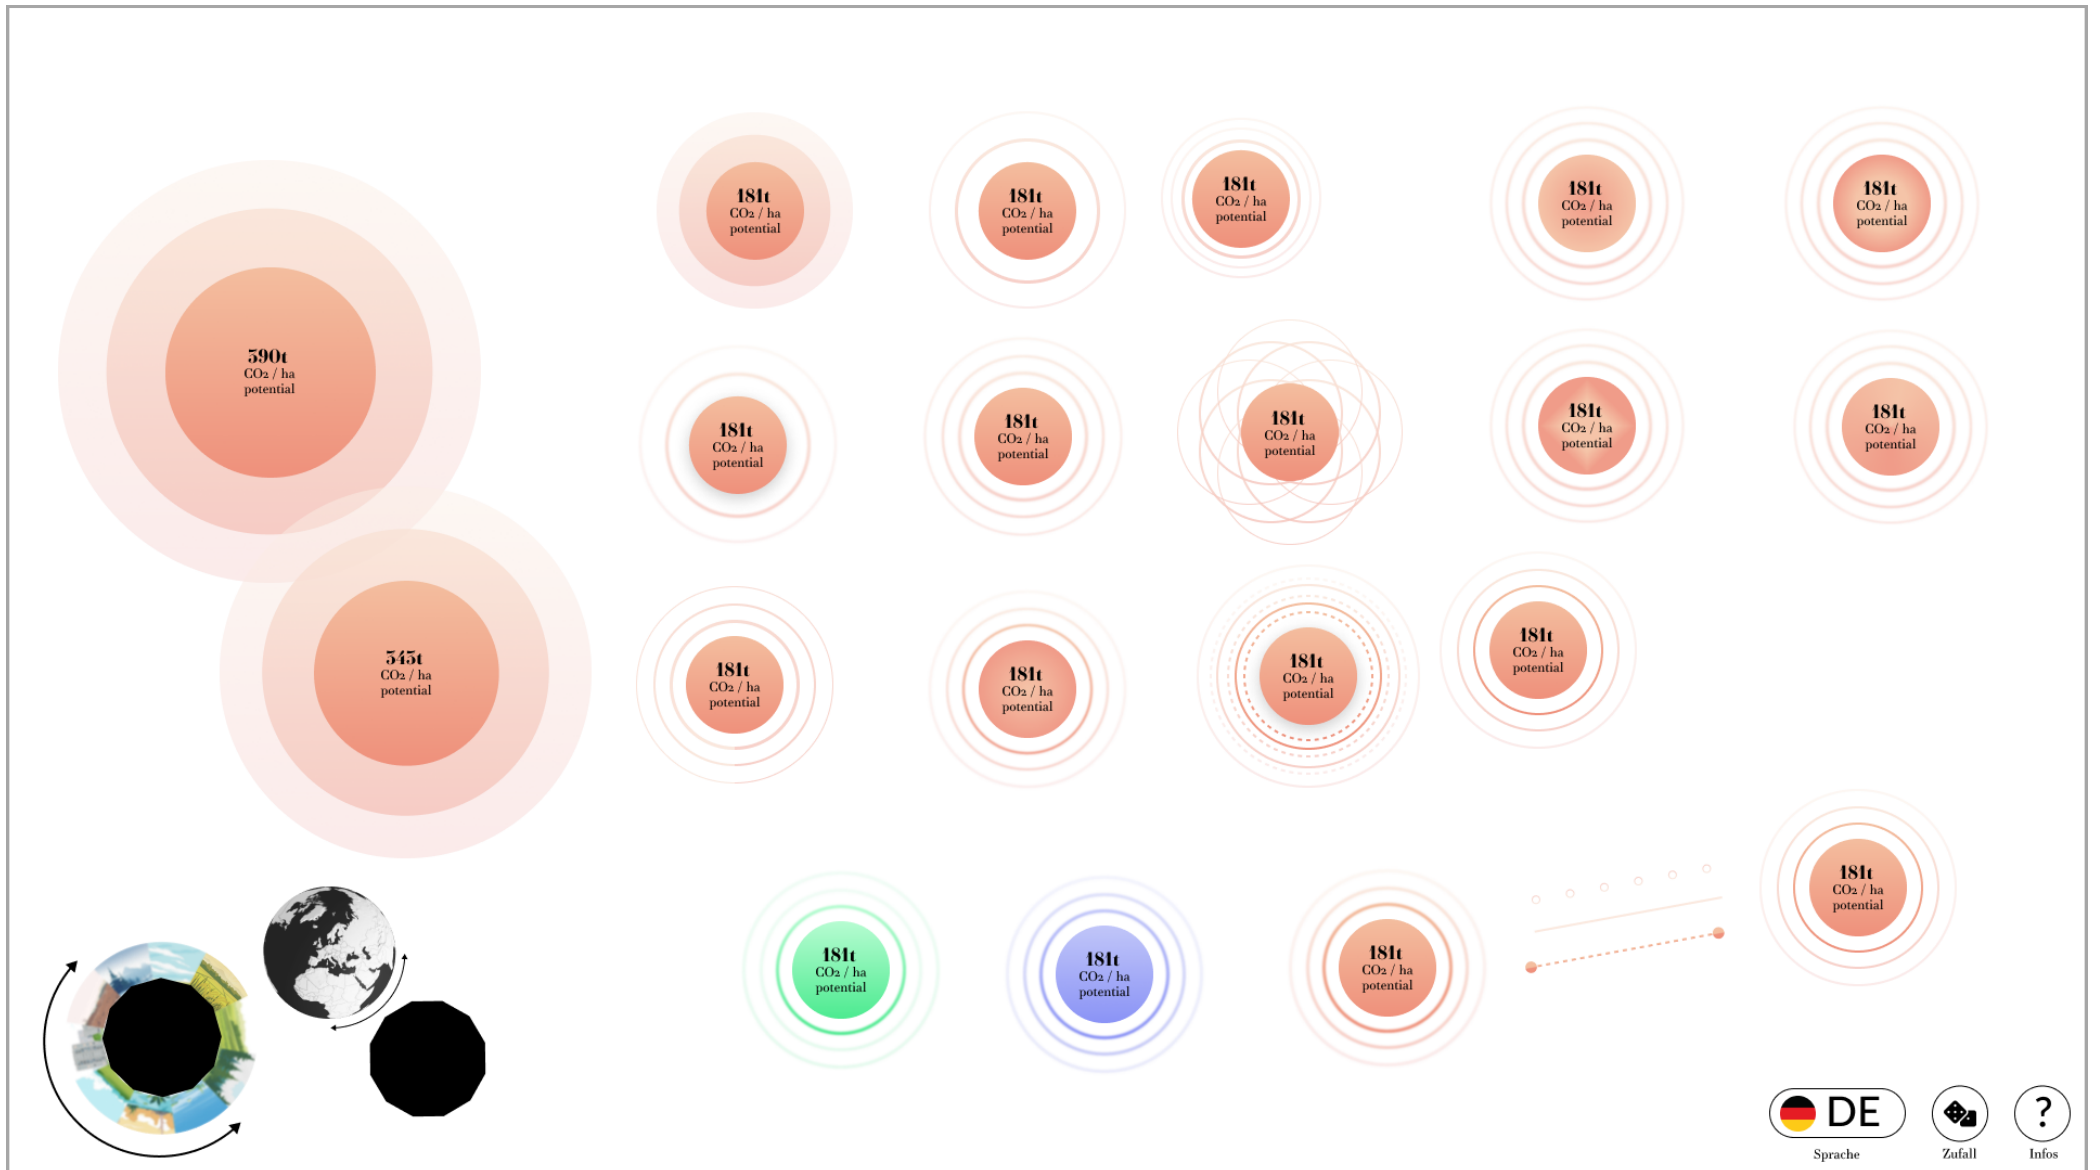 181t
CO2 / ha
potential
181t
CO2 / ha
potential
181t
CO2 / ha
potential
181t
CO2 / ha
potential
181t
CO2 / ha
potential
390t
CO2 / ha
potential
181t
CO2 / ha
potential
181t
CO2 / ha
potential
181t
CO2 / ha
potential
181t
CO2 / ha
potential
181t
CO2 / ha
potential
343t
CO2 / ha
potential
181t
CO2 / ha
potential
181t
CO2 / ha
potential
181t
CO2 / ha
potential
181t
CO2 / ha
potential
181t
CO2 / ha
potential
181t
CO2 / ha
potential
181t
CO2 / ha
potential
181t
CO2 / ha
potential
DE
?
Sprache
Zufall
Infos